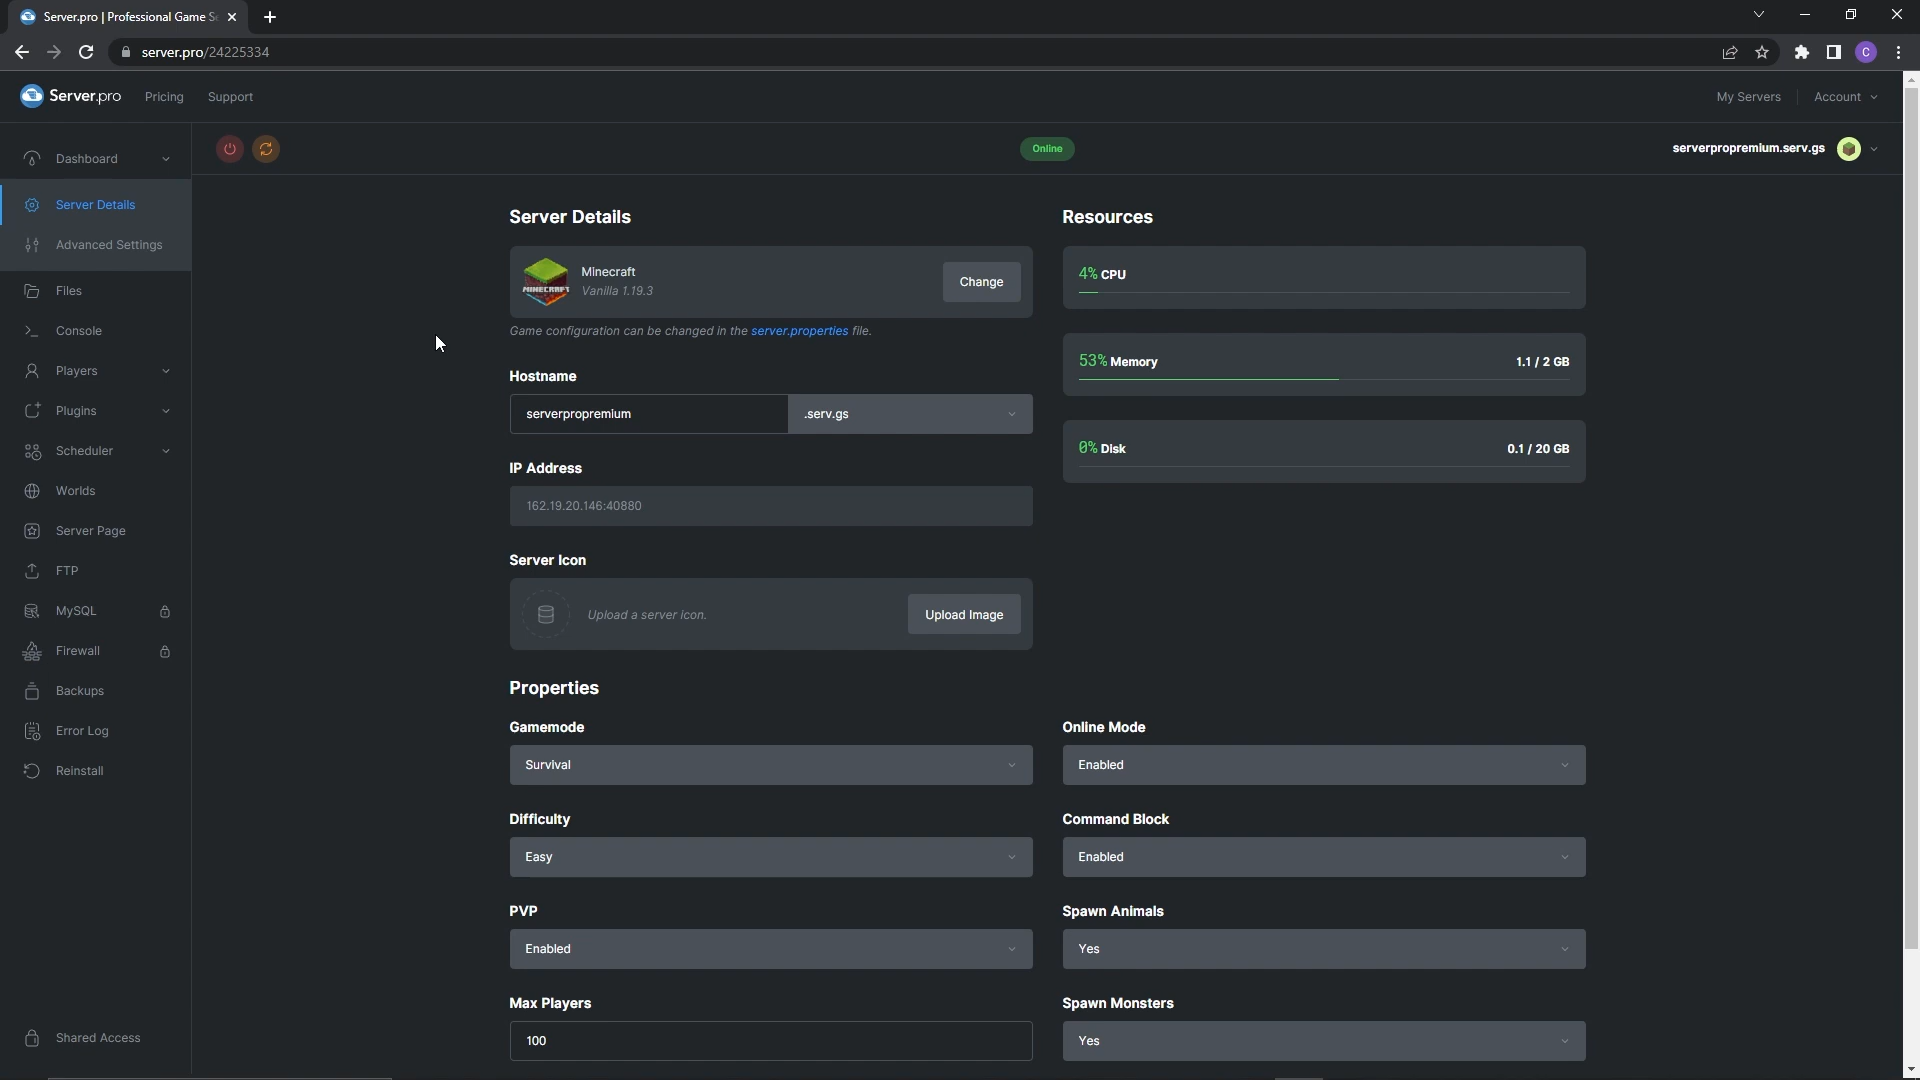 Server.pro | Professional Game S
server.pro/24225334
C
Server.pro
Pricing
Support
My Servers
Account
Dashboard
Online
serverpropremium.serv.gs
Server Details
Advanced Settings
Files
Console
Players
Plugins
Scheduler
Worlds
Server Page
FTP
MySQL
Firewall
Backups
Error Log
Reinstall
Shared Access
Server Details
MINECRAFT
Minecraft
Vanilla 1.19.3
Change
Game configuration can be changed in the server.properties file.
Hostname
serverpropremium
.serv.gs
IP Address
162.19.20.146:40880
Server Icon
Upload a server icon.
Upload Image
Resources
4% CPU
53% Memory
1.1 / 2 GB
0% Disk
0.1 / 20 GB
Properties
Gamemode
Survival
Online Mode
Enabled
Difficulty
Easy
Command Block
Enabled
PVP
Enabled
Spawn Animals
Yes
Max Players
100
Spawn Monsters
Yes